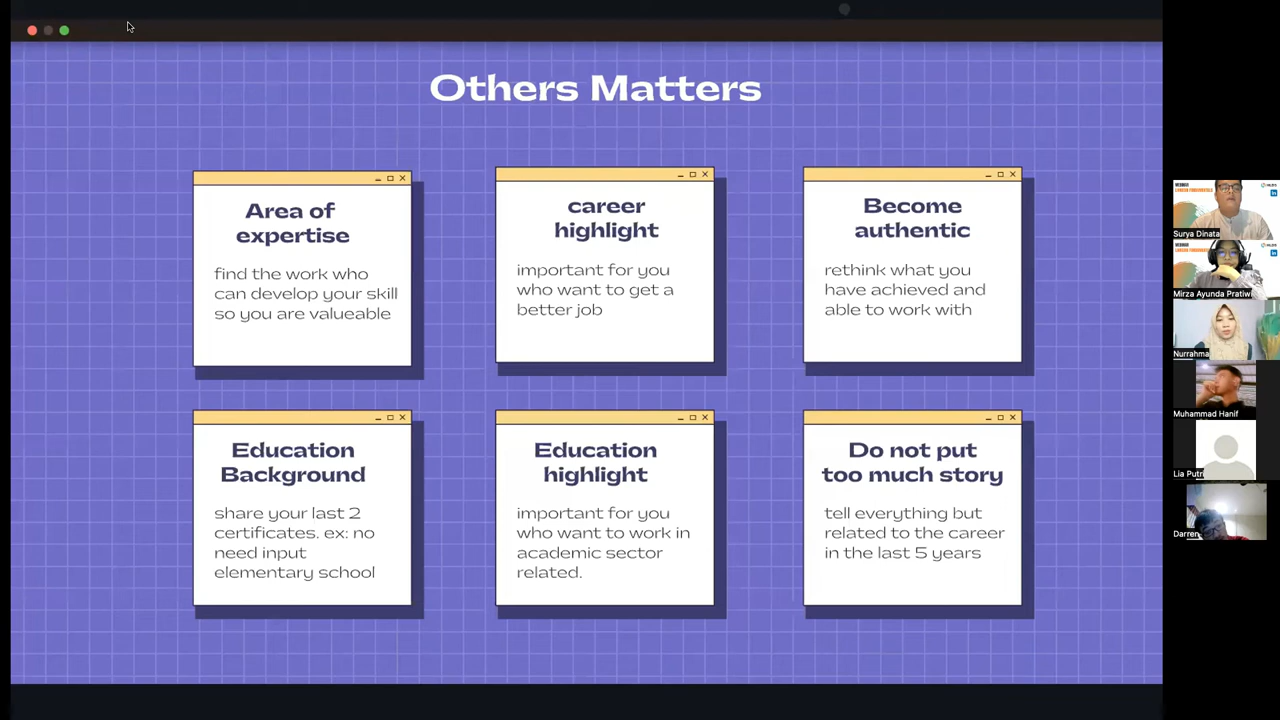 Others Matters
Area of
expertise
find the work who
can develop your skill
so you are valueable
career
highlight
important for you
who want to get a
better job
Become
authentic
rethink what you
have achieved and
able to work with
Education
Background
share your last 2
certificates. ex: no
need input
elementary school
Education
highlight
important for you
who want to work in
academic sector
related.
Do not put
too much story
tell everything but
related to the career
in the last 5 years
Surya Dinata
Mirza Ayunda Pratiwi
Nurrahma
Muhammad Hanif
Lia Putri
Darren